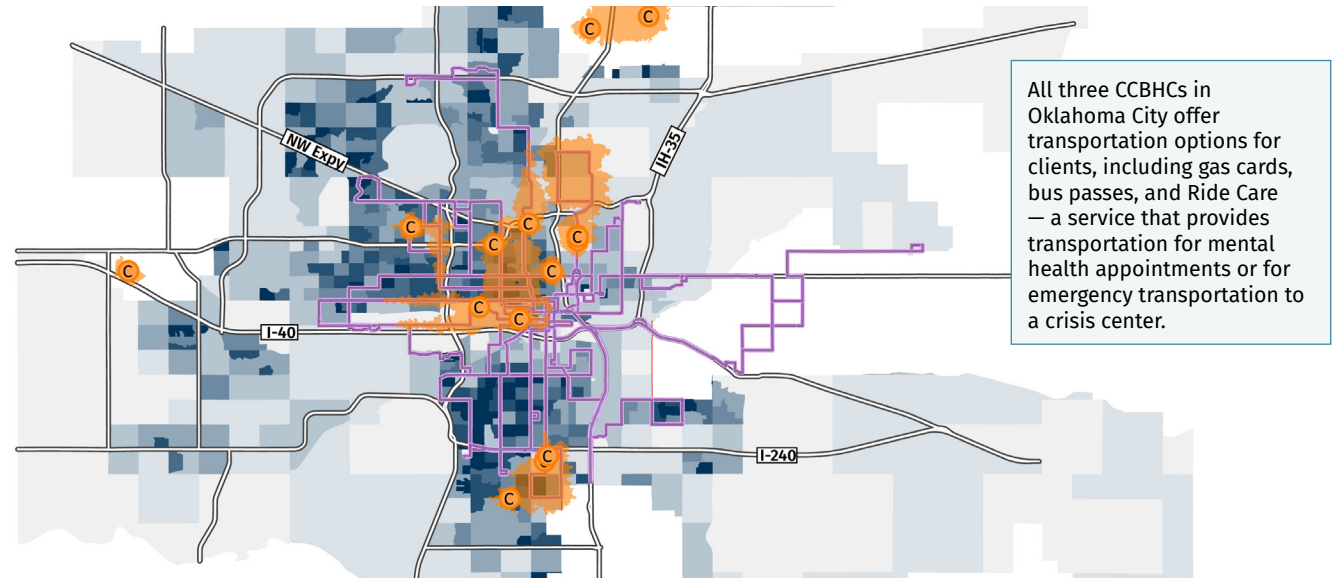 C
C
NW Expy
IH-35
All three CCBHCs in
Oklahoma City offer
transportation options for
clients, including gas cards,
bus passes, and Ride Care
— a service that provides
transportation for mental
health appointments or for
emergency transportation to
a crisis center.
C
C
C
C
C
C
C
C
I-40
C
I-240
C